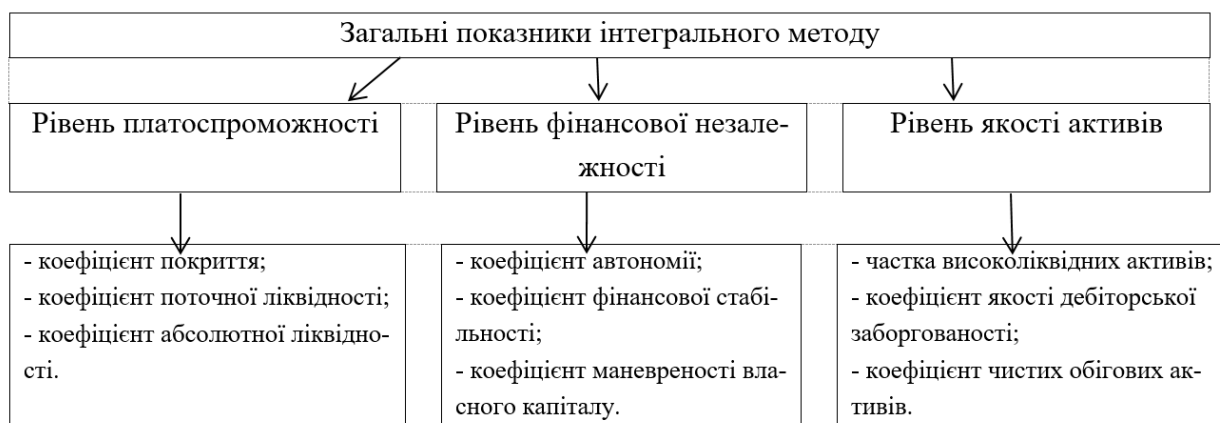 Загальні показники інтегрального методу
Рівень платоспроможності
Рівень фінансової незале-
жності
Рівень якості активів
- коефіцієнт покриття;
- коефіцієнт поточної ліквідності;
- коефіцієнт абсолютної ліквідно-
сті.
- коефіцієнт автономії;
- коефіцієнт фінансової стабі-
льності;
- коефіцієнт маневреності вла-
сного капіталу.
- частка високоліквідних активів;
- коефіцієнт якості дебіторської
заборгованості;
- коефіцієнт чистих обігових ак-
тивів.